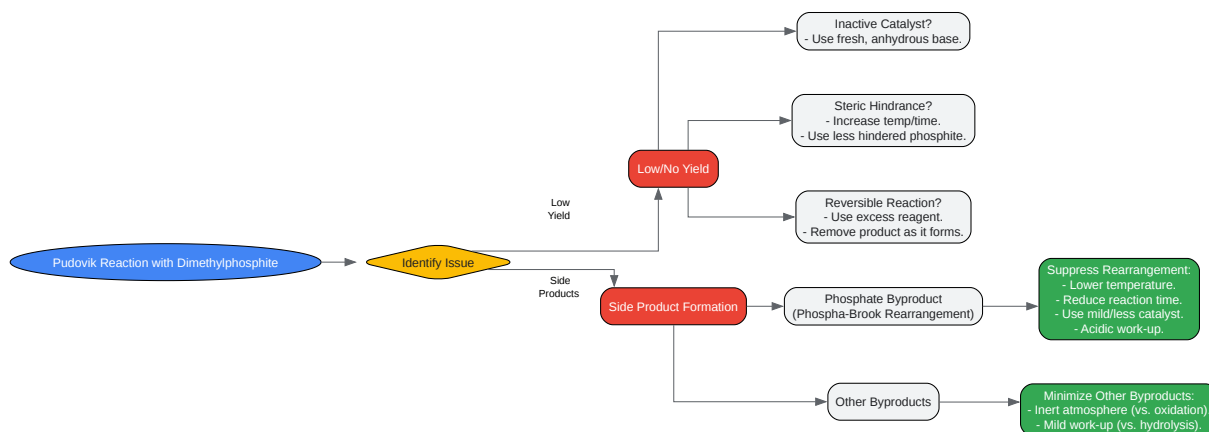 Inactive Catalyst?
- Use fresh, anhydrous base.
Steric Hindrance?
- Increase temp/time.
- Use less hindered phosphite.
Low/No Yield
Reversible Reaction?
- Use excess reagent.
- Remove product as it forms.
Low
Yield
Pudovik Reaction with Dimethylphosphite
Identify Issue
Side
Products
Side Product Formation
Phosphate Byproduct
(Phospha-Brook Rearrangement)
Suppress Rearrangement:
- Lower temperature.
- Reduce reaction time.
- Use mild/less catalyst.
- Acidic work-up.
Other Byproducts
Minimize Other Byproducts:
- Inert atmosphere (vs. oxidation)
- Mild work-up (vs. hydrolysis).